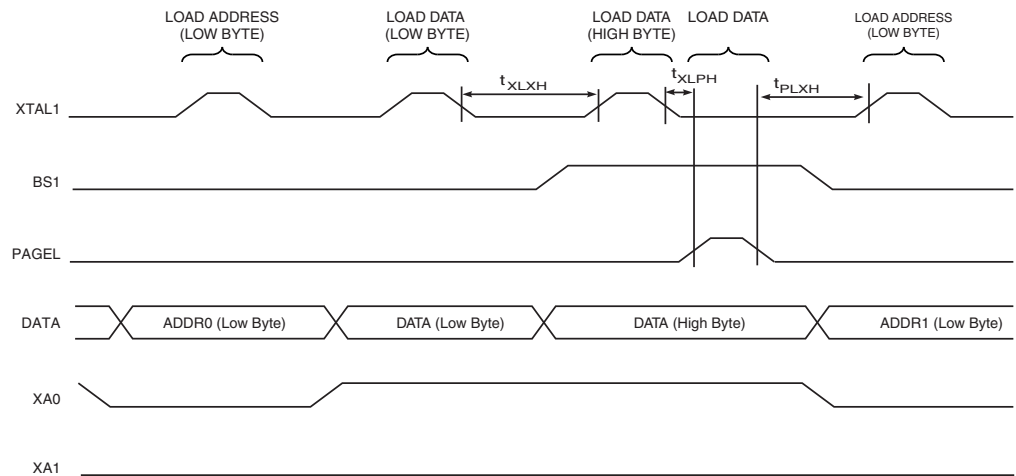 LOAD ADDRESS
(LOW BYTE)
LOAD DATA
(LOW BYTE)
LOAD DATA
(HIGH BYTE)
LOAD DATA
LOAD ADDRESS
(LOW BYTE)
XTAL1
tXLXH
tXLPH
tPLXH
BS1
PAGEL
DATA
ADDR0 (Low Byte)
DATA (Low Byte)
DATA (High Byte)
ADDR1 (Low Byte)
XA0
XA1